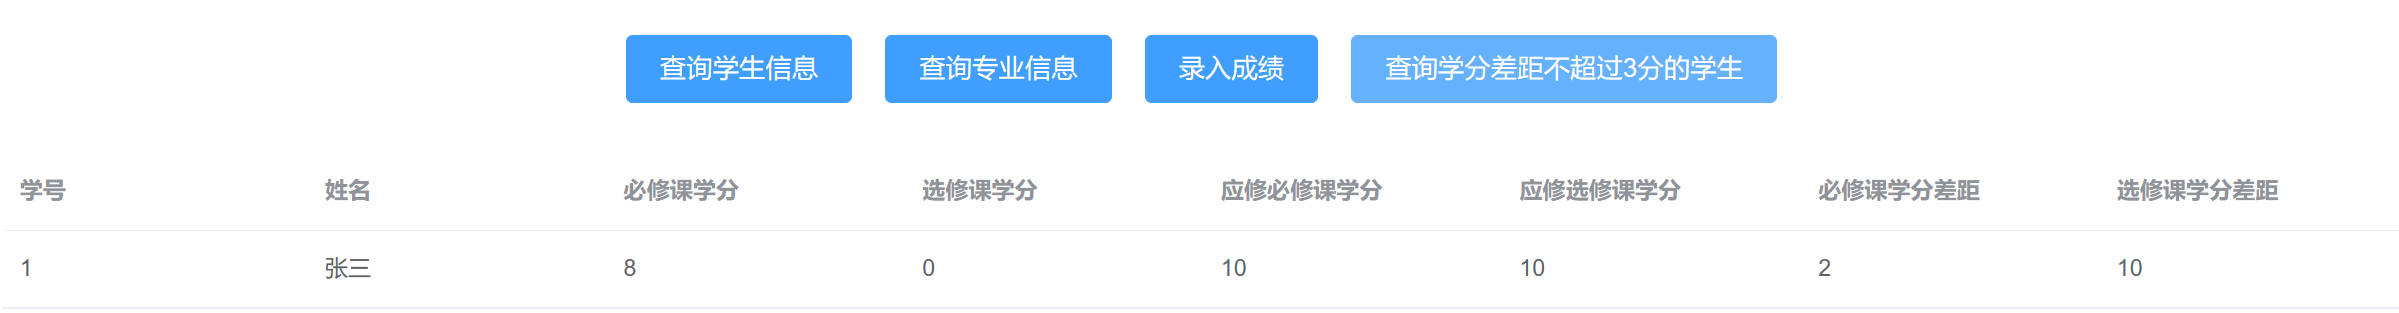 查询学生信息 查询专业信息 录入成绩 查询学分差距不超过3分的学生
学号 姓名 必修课学分 选修课学分 应修必修课学分 应修选修课学分 必修课学分差距 选修课学分差距
1 张三 8 0 10 10 2 10